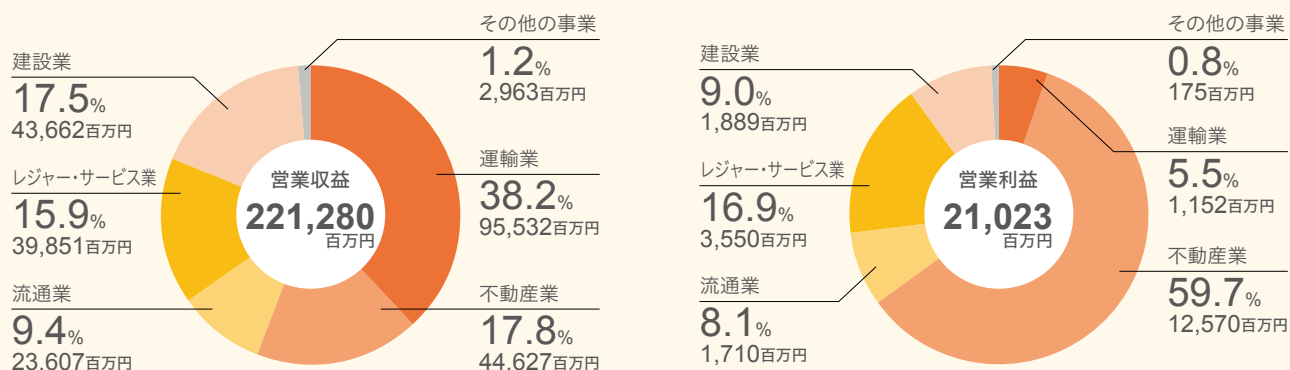 その他の事業
1.2%
2,963百万円
建設業
17.5%
43,662百万円
レジャー・サービス業
15.9%
39,851百万円
流通業
9.4%
23,607百万円
営業収益
221,280
百万円
運輸業
38.2%
95,532百万円
不動産業
17.8%
44,627百万円
その他の事業
0.8%
175百万円
建設業
9.0%
1,889百万円
レジャー・サービス業
16.9%
3,550百万円
流通業
8.1%
1,710百万円
営業利益
21,023
百万円
運輸業
5.5%
1,152百万円
不動産業
59.7%
12,570百万円